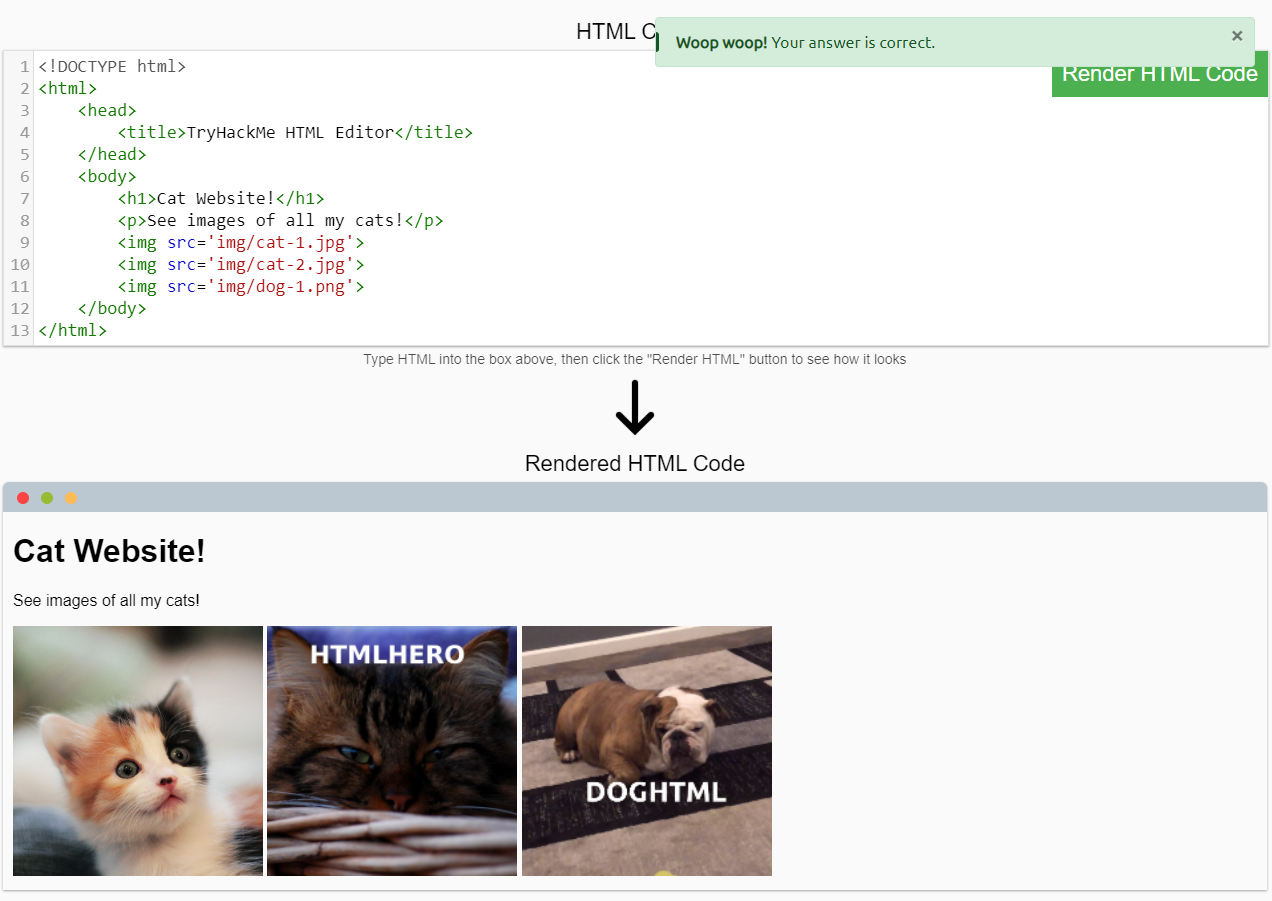 HTML C
Woop woop! Your answer is correct. ×
Render HTML Code
1 <!DOCTYPE html>
2 <html>
3     <head>
4         <title>TryHackMe HTML Editor</title>
5     </head>
6     <body>
7         <h1>Cat Website!</h1>
8         <p>See images of all my cats!</p>
9         <img src='img/cat-1.jpg'>
10         <img src='img/cat-2.jpg'>
11         <img src='img/dog-1.png'>
12     </body>
13 </html>
Type HTML into the box above, then click the "Render HTML" button to see how it looks
Rendered HTML Code
Cat Website!
See images of all my cats!
HTMLHERO
DOGHTML